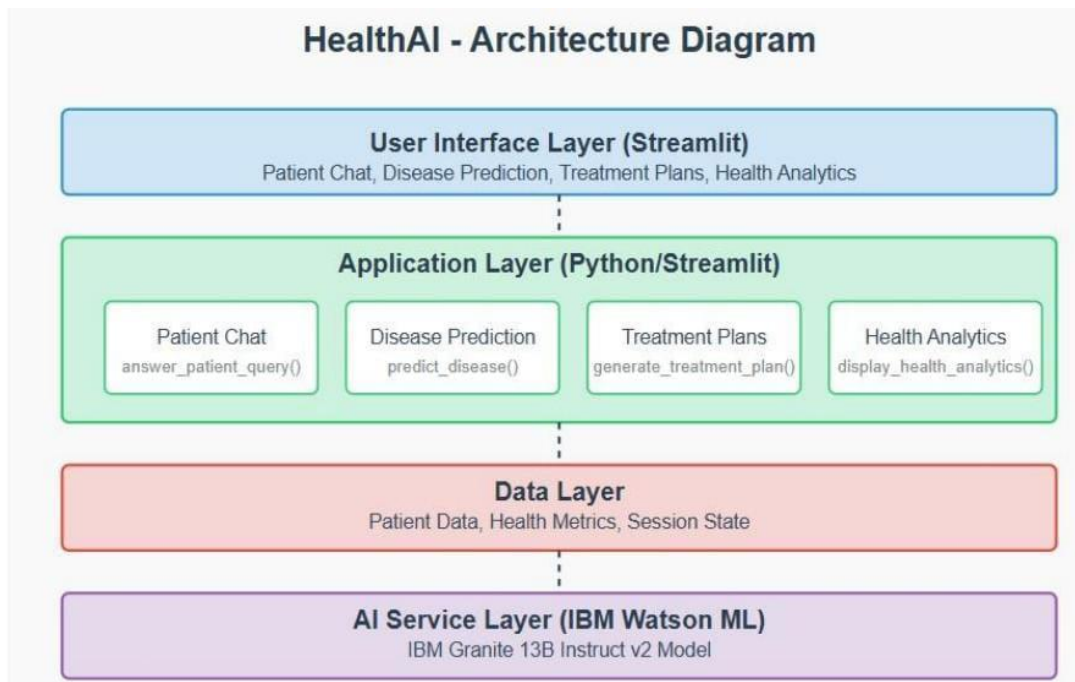 HealthAI - Architecture Diagram
User Interface Layer (Streamlit)
Patient Chat, Disease Prediction, Treatment Plans, Health Analytics
Application Layer (Python/Streamlit)
Patient Chat
answer_patient_query()
Disease Prediction
predict_disease()
Treatment Plans
generate_treatment_plan()
Health Analytics
display_health_analytics()
Data Layer
Patient Data, Health Metrics, Session State
AI Service Layer (IBM Watson ML)
IBM Granite 13B Instruct v2 Model